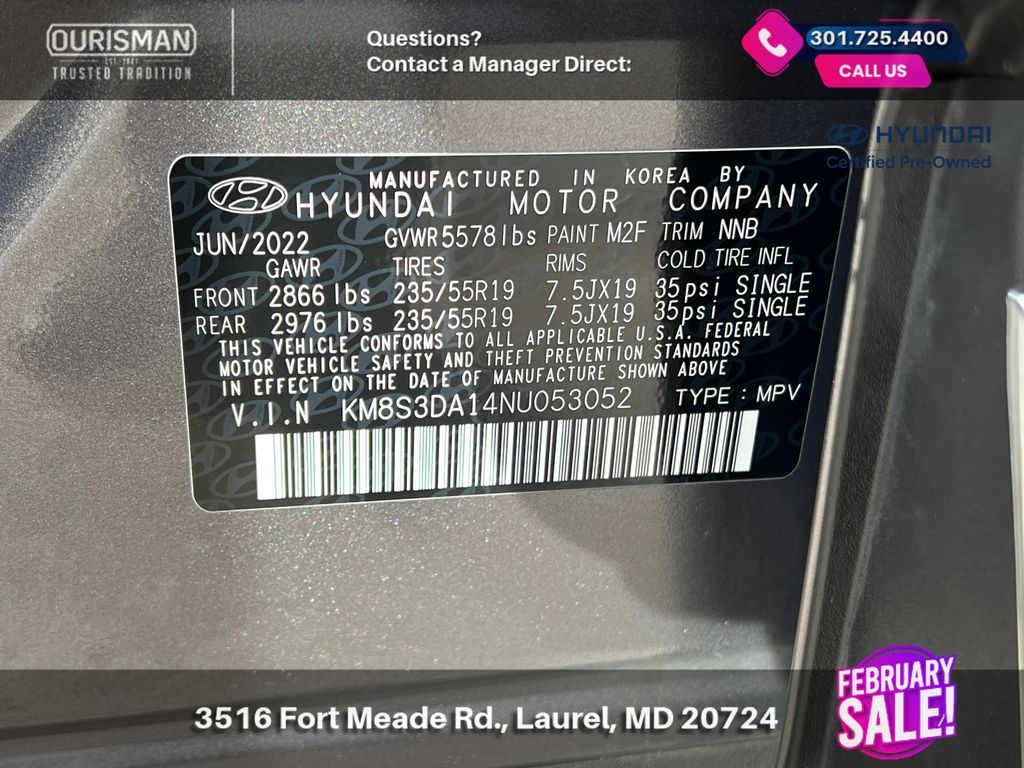 OURISMAN
EST. 1921
TRUSTED TRADITION
Questions?
Contact a Manager Direct:
301.725.4400
CALL US
HYUNDAI
Certified Pre-Owned
MANUFACTURED IN KOREA BY
HYUNDAI MOTOR COMPANY
JUN/2022 GVWR 5578 lbs PAINT M2F TRIM NNB
GAWR TIRES RIMS COLD TIRE INFL
FRONT 2866 lbs 235/55R19 7.5JX19 35psi SINGLE
REAR 2976 lbs 235/55R19 7.5JX19 35psi SINGLE
THIS VEHICLE CONFORMS TO ALL APPLICABLE U.S.A. FEDERAL
MOTOR VEHICLE SAFETY AND THEFT PREVENTION STANDARDS
IN EFFECT ON THE DATE OF MANUFACTURE SHOWN ABOVE
V.I.N KM8S3DA14NU053052 TYPE : MPV
3516 Fort Meade Rd., Laurel, MD 20724
FEBRUARY
SALE!